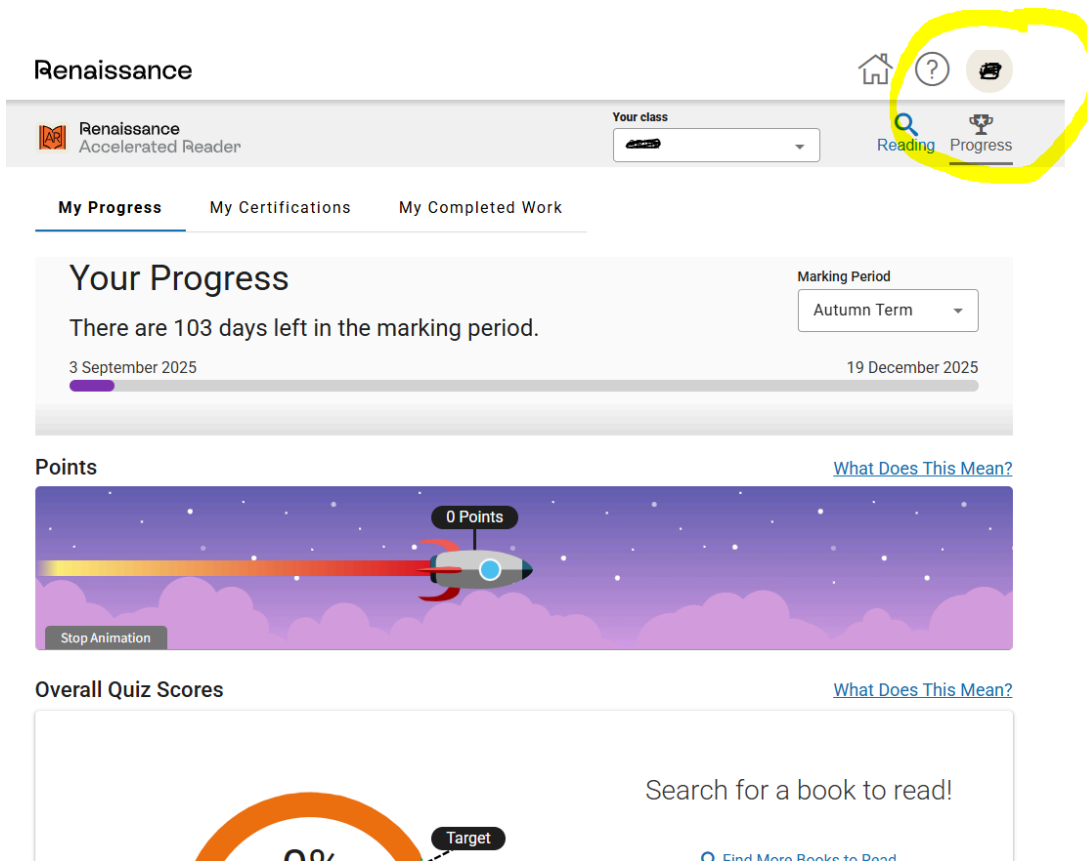 Renaissance
?
AR
Renaissance
Accelerated Reader
Your class
Reading
Progress
My Progress
My Certifications
My Completed Work
Your Progress
Marking Period
Autumn Term
There are 103 days left in the marking period.
3 September 2025
19 December 2025
Points
What Does This Mean?
0 Points
Stop Animation
Overall Quiz Scores
What Does This Mean?
Search for a book to read!
Target
Find More Books to Read